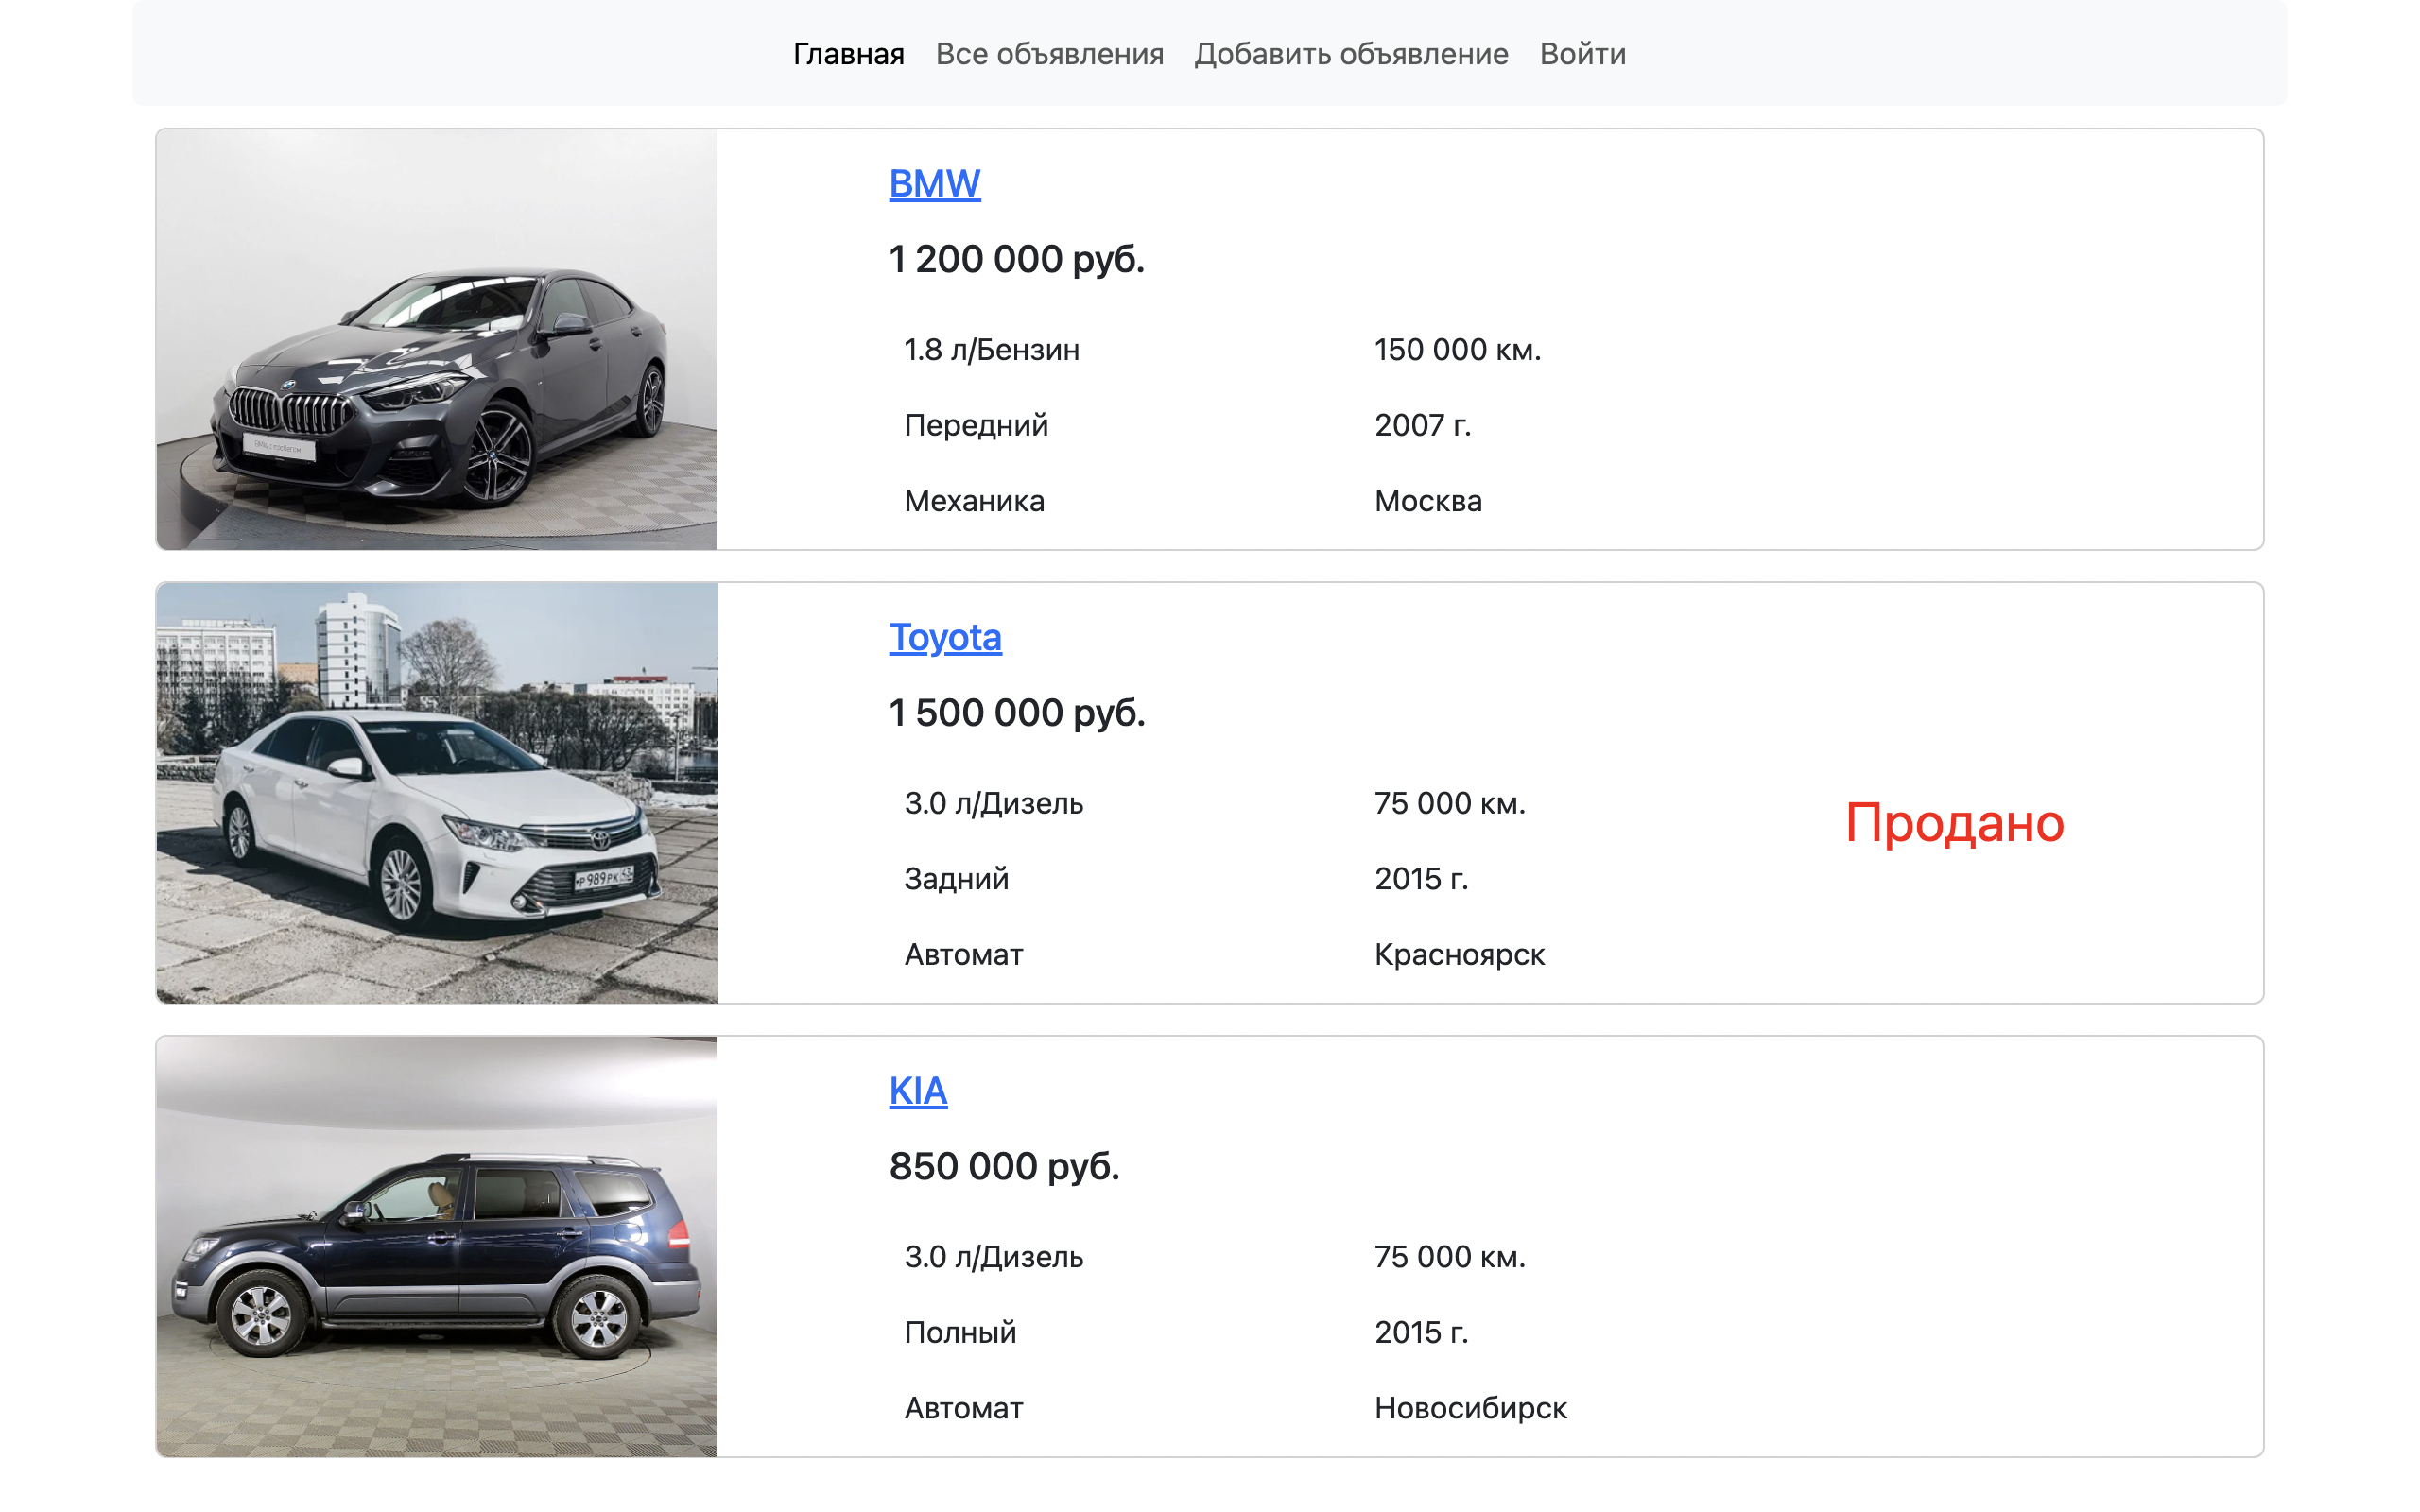 Главная Все объявления Добавить объявление Войти
BMW
1 200 000 руб.
1.8 л/Бензин 150 000 км.
Передний 2007 г.
Механика Москва
Toyota
1 500 000 руб.
3.0 л/Дизель 75 000 км.
Продано
Задний 2015 г.
Автомат Красноярск
KIA
850 000 руб.
3.0 л/Дизель 75 000 км.
Полный 2015 г.
Автомат Новосибирск